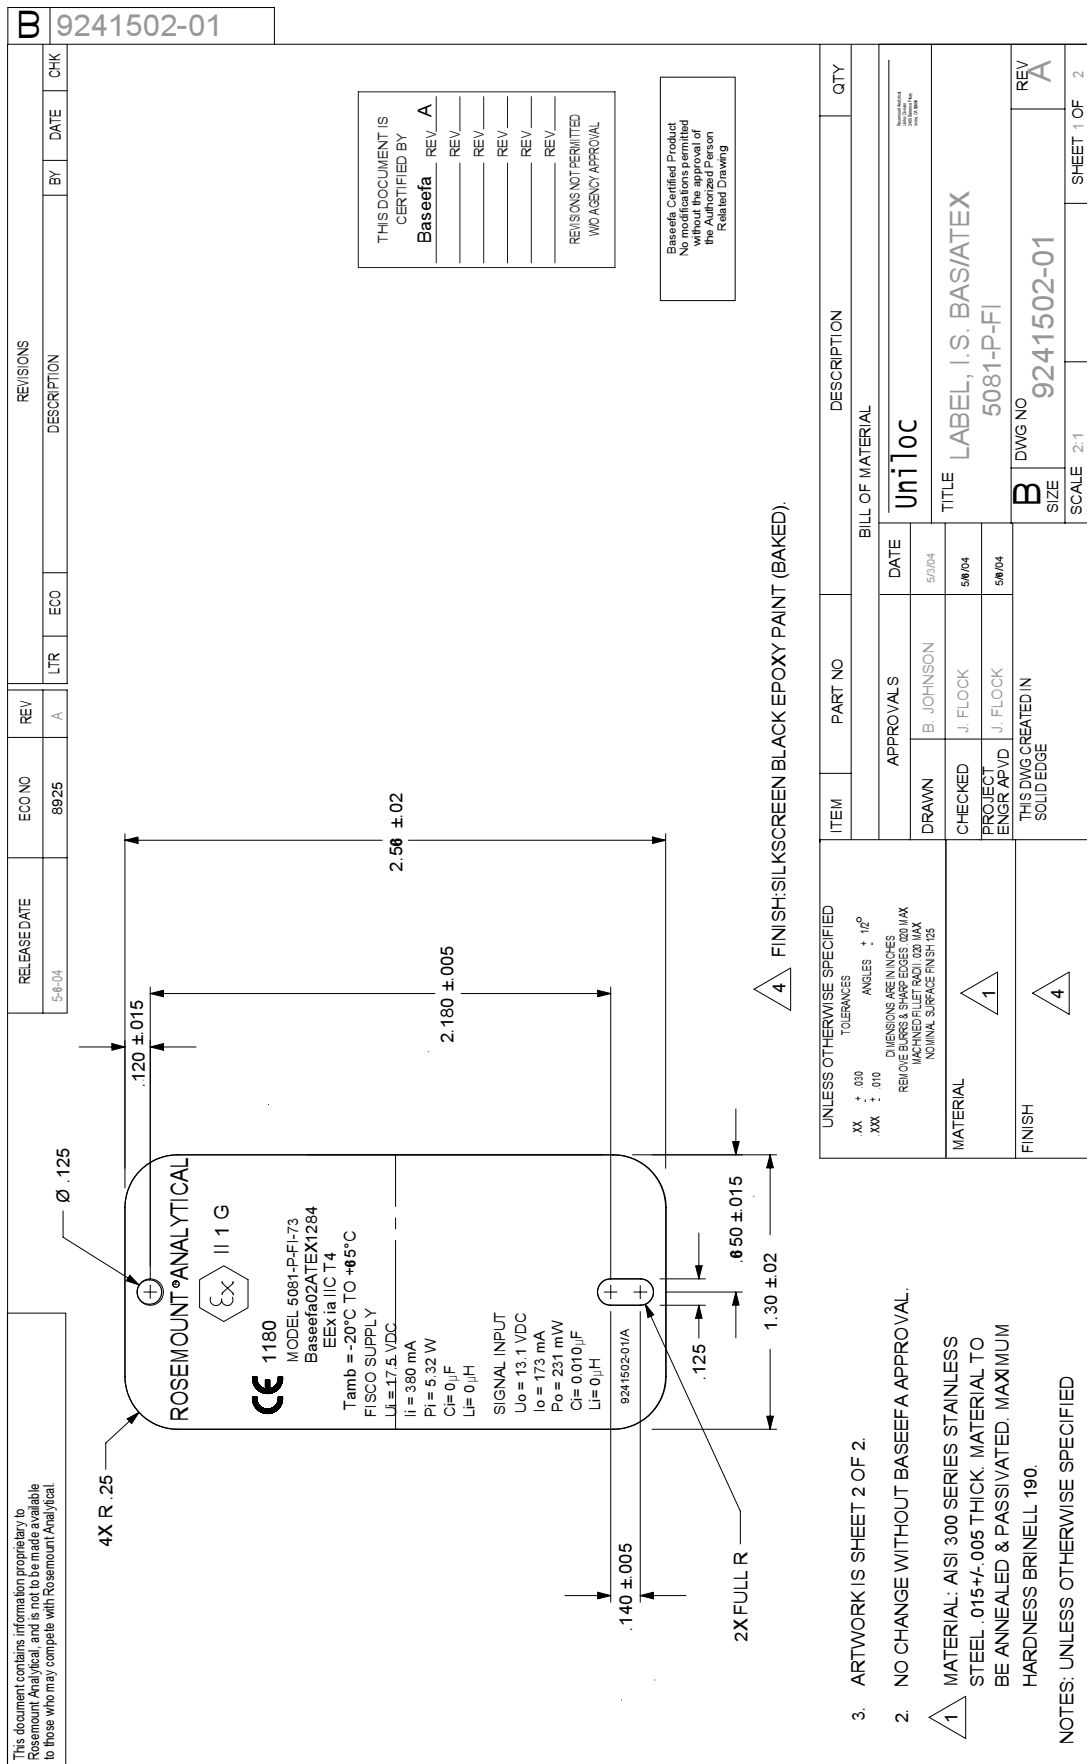 B 9241502-01
This document contains information proprietary to
Rosemount Analytical, and is not to be made available
to those who may compete with Rosemount Analytical.
RELEASE DATE ECO NO REV
5-6-04 8925 A
REVISIONS
LTR ECO DESCRIPTION BY DATE CHK
THIS DOCUMENT IS
CERTIFIED BY
Baseefa REV A
REV
REV
REV
REV
REV
REVISIONS NOT PERMITTED
W/O AGENCY APPROVAL
Baseefa Certified Product
No modifications permitted
without the approval of
the Authorized Person
Related Drawing
4X R .25
Ø .125
.120 ±.015
2.180 ±.005
2.56 ±.02
ROSEMOUNT® ANALYTICAL
Ex II 1 G
CE 1180
MODEL 5081-P-FI-73
Baseefa02ATEX1284
EEx ia IIC T4
Tamb = -20°C TO +65°C
FISCO SUPPLY
Ui = 17.5 VDC
Ii = 380 mA
Pi = 5.32 W
Ci= 0µF
Li= 0µH
SIGNAL INPUT
Uo = 13.1 VDC
Io = 173 mA
Po = 231 mW
Ci= 0.010µF
Li= 0µH
9241502-01/A
.140 ±.005
2X FULL R
.125
.650 ±.015
1.30 ±.02
4 FINISH:SILKSCREEN BLACK EPOXY PAINT (BAKED).
3. ARTWORK IS SHEET 2 OF 2.
2. NO CHANGE WITHOUT BASEEFA APPROVAL.
1 MATERIAL: AISI 300 SERIES STAINLESS
STEEL .015+/-.005 THICK. MATERIAL TO
BE ANNEALED & PASSIVATED. MAXIMUM
HARDNESS BRINELL 190.
NOTES: UNLESS OTHERWISE SPECIFIED
UNLESS OTHERWISE SPECIFIED
TOLERANCES
.XX ± .030 ANGLES ± 1/2°
.XXX ± .010
DIMENSIONS ARE IN INCHES
REMOVE BURRS & SHARP EDGES .020 MAX
MACHINED FILLET RADII .020 MAX
NOMINAL SURFACE FINISH 125
MATERIAL 1
FINISH 4
ITEM PART NO DESCRIPTION QTY
BILL OF MATERIAL
APPROVALS DATE
DRAWN B. JOHNSON 5/3/04
CHECKED J. FLOCK 5/6/04
PROJECT
ENGR APVD J. FLOCK 5/6/04
THIS DWG CREATED IN
SOLID EDGE
Uniloc
TITLE LABEL, I.S. BAS/ATEX
5081-P-FI
B SIZE
DWG NO 9241502-01
REV A
SCALE 2:1 SHEET 1 OF 2